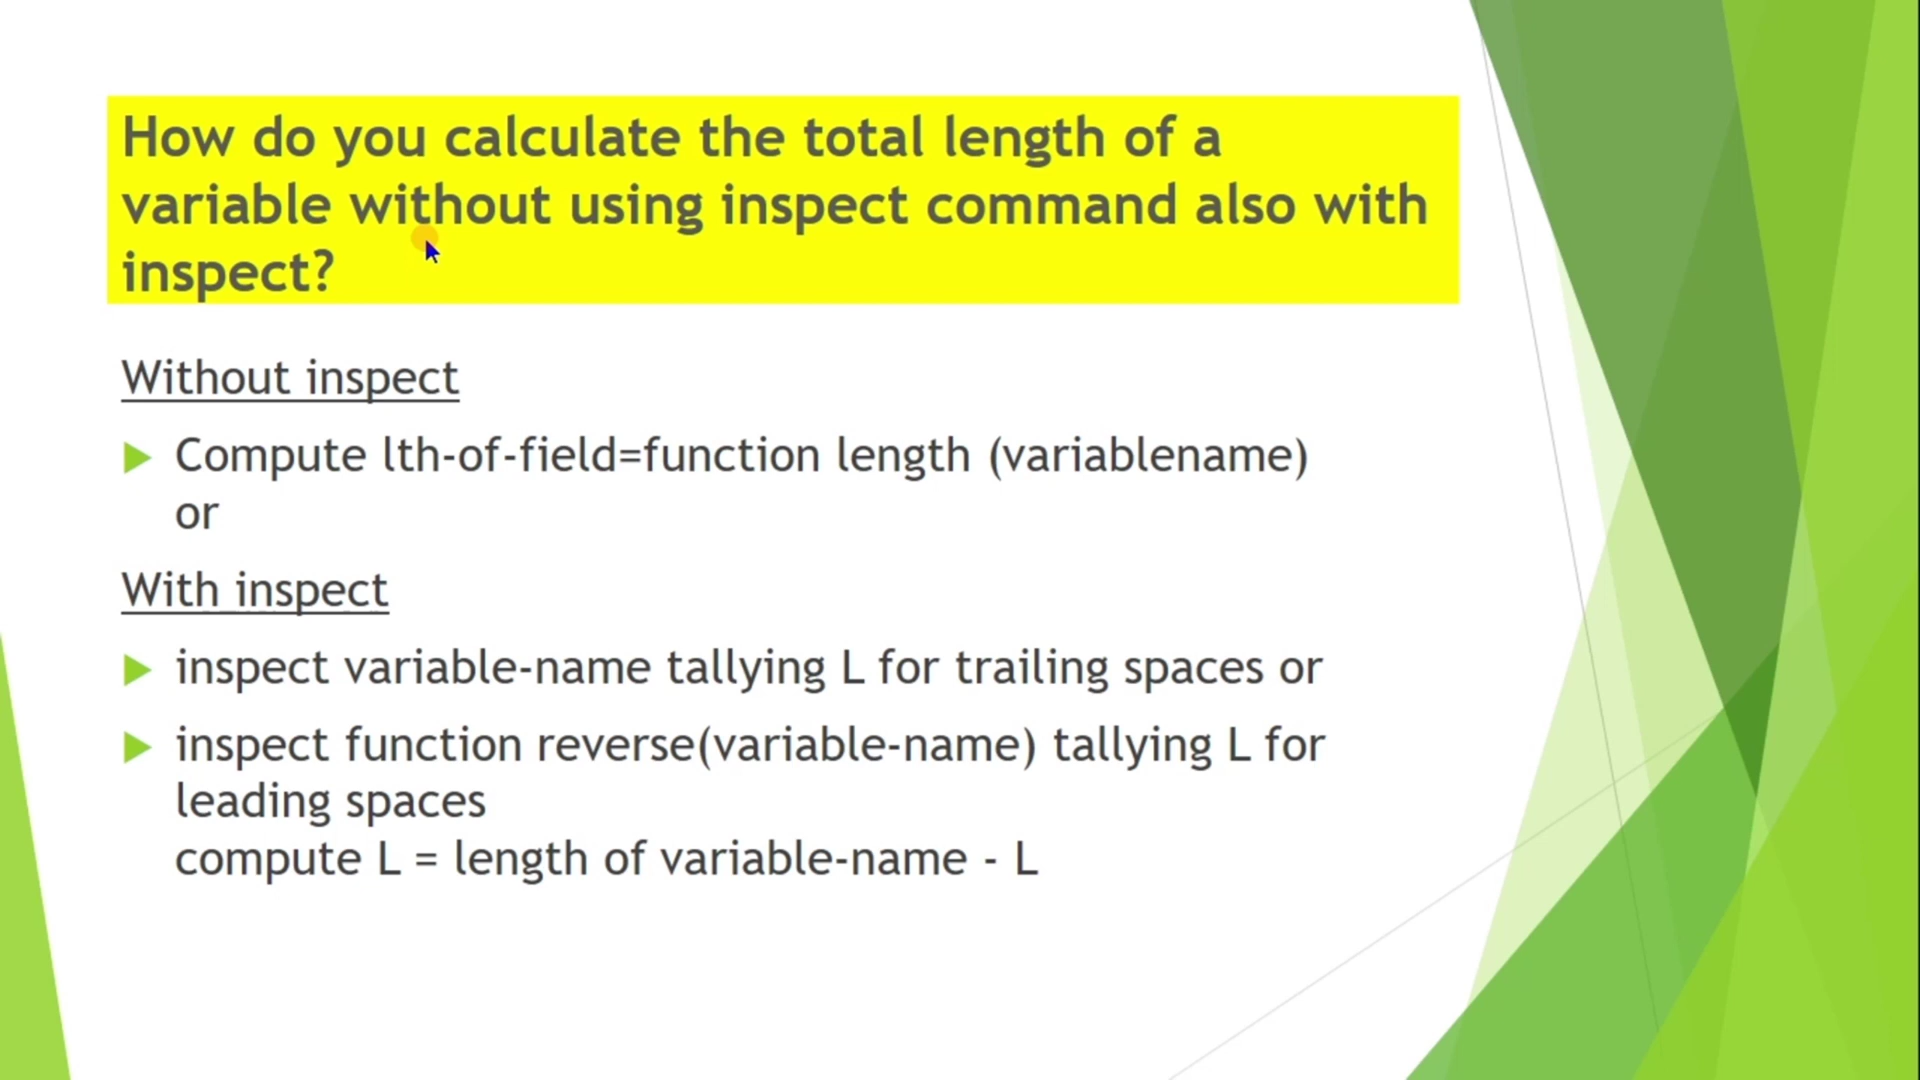 How do you calculate the total length of a
variable without using inspect command also with
inspect?
Without inspect
Compute lth-of-field=function length (variablename)
or
With inspect
inspect variable-name tallying L for trailing spaces or
inspect function reverse(variable-name) tallying L for
leading spaces
compute L = length of variable-name - L